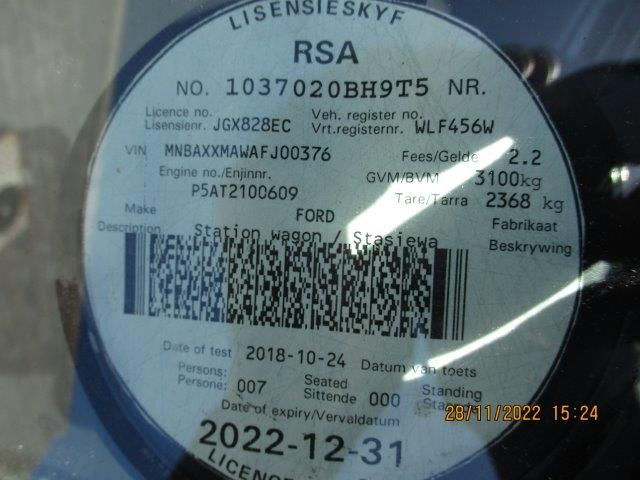 LISENSIESKYF
RSA
NO. 1037020BH9T5 NR.
Licence no. Veh. register no.
Lisensienr. JGX828EC Vrt.registernr. WLF456W
VIN MNBAXXMAWAFJ00376 Fees/Gelde 2.2
Engine no./Enjinnr. GVM/BVM 3100kg
P5AT2100609 Tare/Tarra 2368 kg
Make FORD Fabrikaat
Description Station wagon / Stasiewa Beskrywing
Date of test 2018-10-24 Datum van toets
Persons: Seated Standing
Persone: 007 Sittende 000
Date of expiry/Vervaldatum
2022-12-31
28/11/2022 15:24